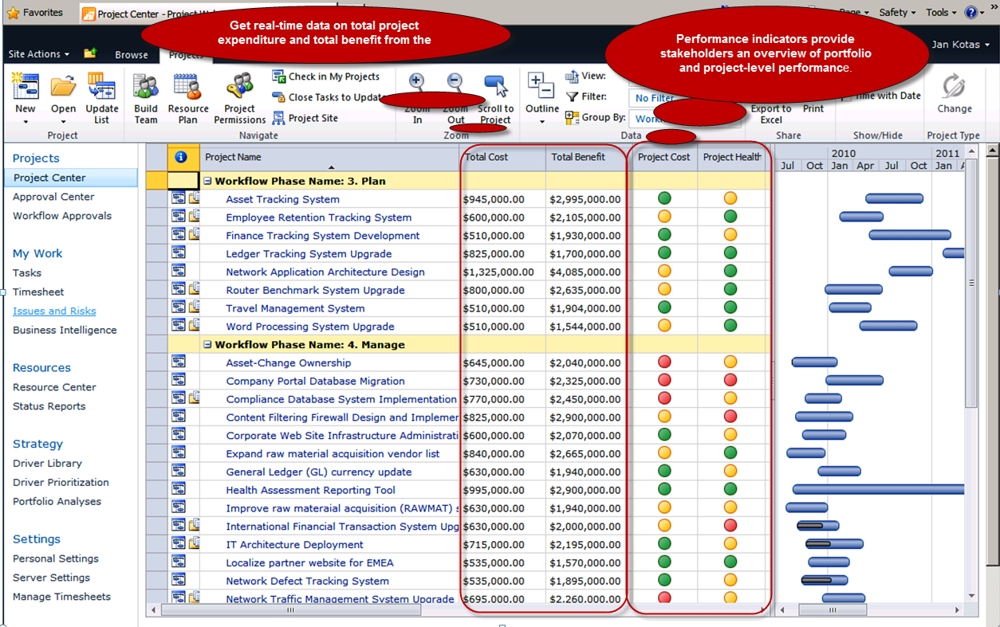 Favorites
Project Center - Project We
Page
Safety
Tools
Get real-time data on total project
expenditure and total benefit from the
Performance indicators provide
stakeholders an overview of portfolio
and project-level performance.
Site Actions
Browse
Projects
Jan Kotas
New
Open
Update
List
Project
Build
Team
Resource
Plan
Project
Permissions
Check in My Projects
Close Tasks to Update
Project Site
Navigate
Zoom
In
Zoom
Out
Scroll to
Project
Zoom
Outline
View:
Filter:
No Filter
Group By:
Work
Data
Export to
Excel
Print
Share
Time with Date
Show/Hide
Change
Project Type
Projects
Project Center
Approval Center
Workflow Approvals
My Work
Tasks
Timesheet
Issues and Risks
Business Intelligence
Resources
Resource Center
Status Reports
Strategy
Driver Library
Driver Prioritization
Portfolio Analyses
Settings
Personal Settings
Server Settings
Manage Timesheets
Project Name Total Cost Total Benefit Project Cost Project Health
2010 2011
Jul Oct Jan Apr Jul Oct Jan A
Workflow Phase Name: 3. Plan
Asset Tracking System $945,000.00 $2,995,000.00
Employee Retention Tracking System $600,000.00 $2,105,000.00
Finance Tracking System Development $510,000.00 $1,930,000.00
Ledger Tracking System Upgrade $825,000.00 $1,700,000.00
Network Application Architecture Design $1,325,000.00 $4,085,000.00
Router Benchmark System Upgrade $800,000.00 $2,635,000.00
Travel Management System $510,000.00 $1,904,000.00
Word Processing System Upgrade $510,000.00 $1,544,000.00
Workflow Phase Name: 4. Manage
Asset-Change Ownership $645,000.00 $2,040,000.00
Company Portal Database Migration $730,000.00 $2,325,000.00
Compliance Database System Implementation $770,000.00 $2,450,000.00
Content Filtering Firewall Design and Implemer $825,000.00 $2,900,000.00
Corporate Web Site Infrastructure Administrati $600,000.00 $2,070,000.00
Expand raw material acquisition vendor list $840,000.00 $2,665,000.00
General Ledger (GL) currency update $630,000.00 $1,940,000.00
Health Assessment Reporting Tool $995,000.00 $2,900,000.00
Improve raw materaial acquisition (RAWMAT) s $630,000.00 $1,940,000.00
International Financial Transaction System Upg $630,000.00 $2,000,000.00
IT Architecture Deployment $715,000.00 $2,195,000.00
Localize partner website for EMEA $535,000.00 $1,570,000.00
Network Defect Tracking System $535,000.00 $1,895,000.00
Network Traffic Management System Upgrade $695,000.00 $2,260,000.00